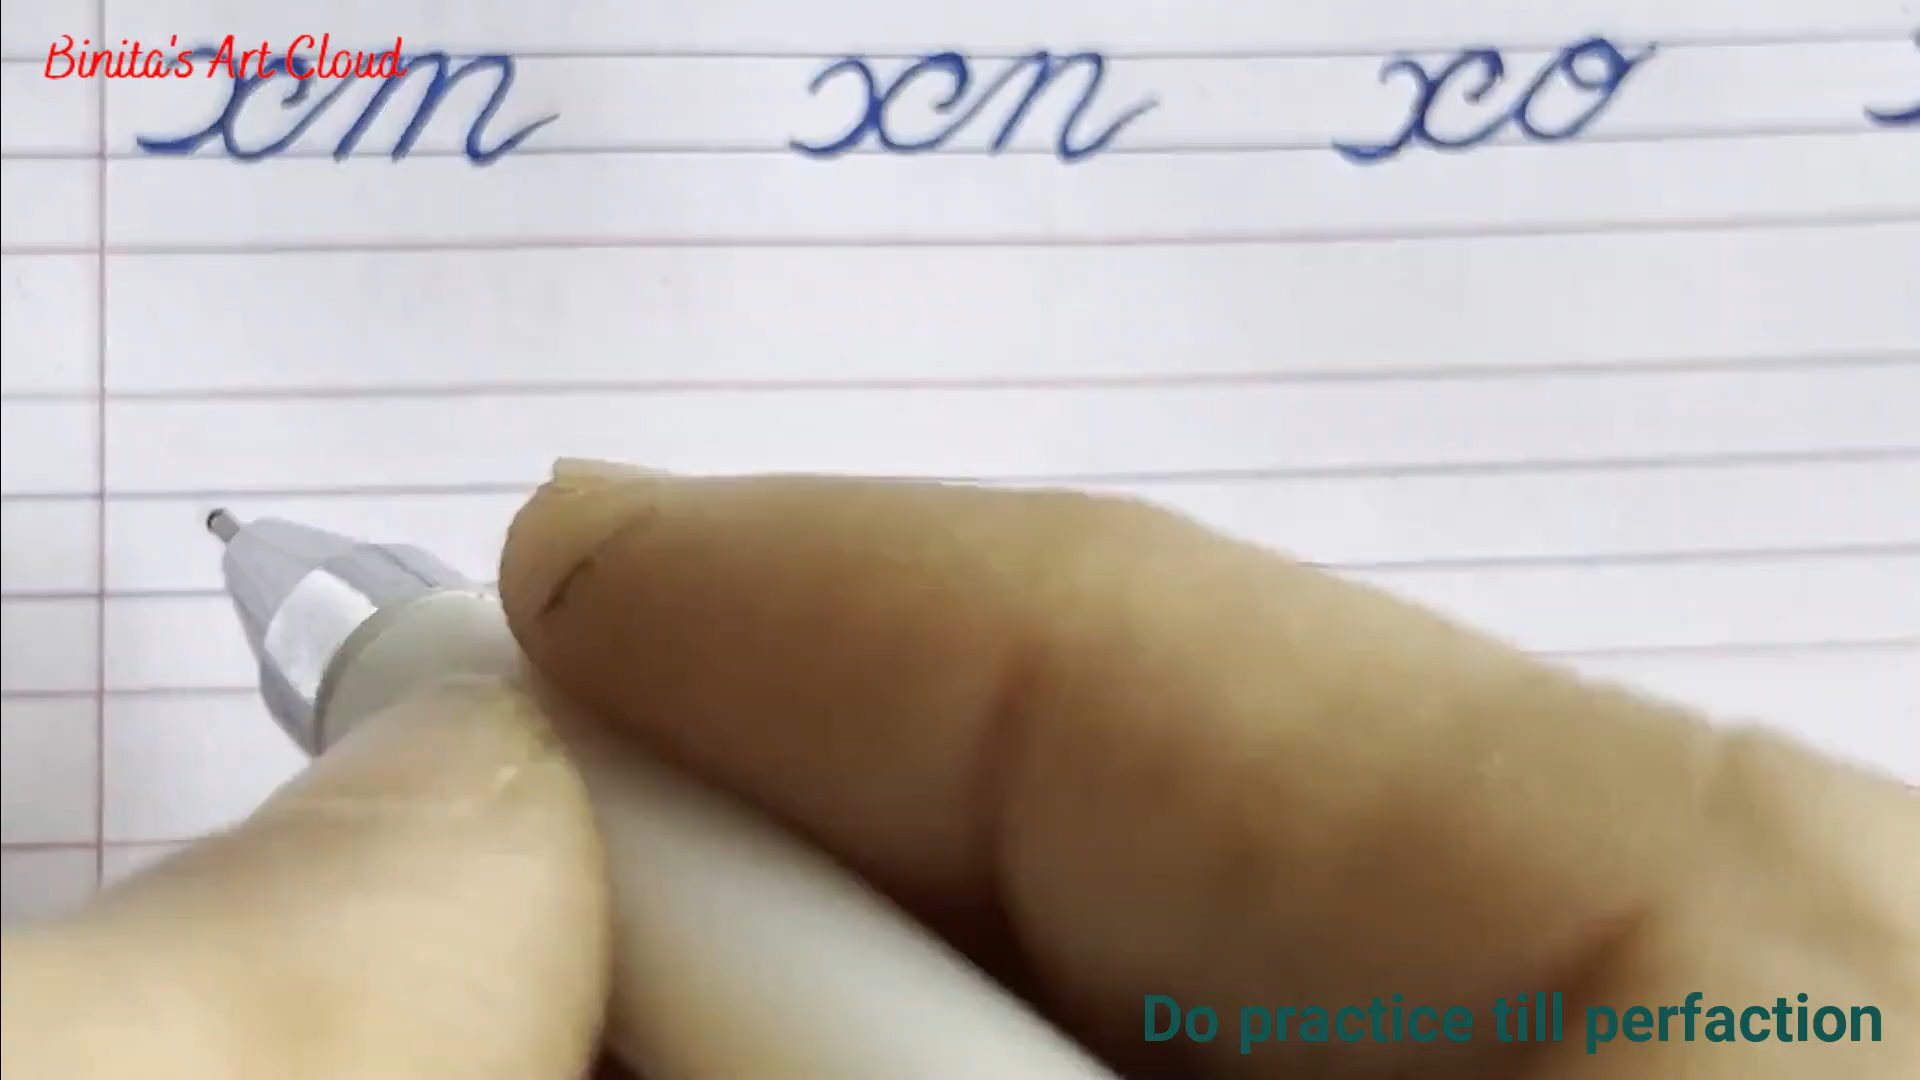 Binita's Art Cloud
xm xn xo
Do practice till perfaction